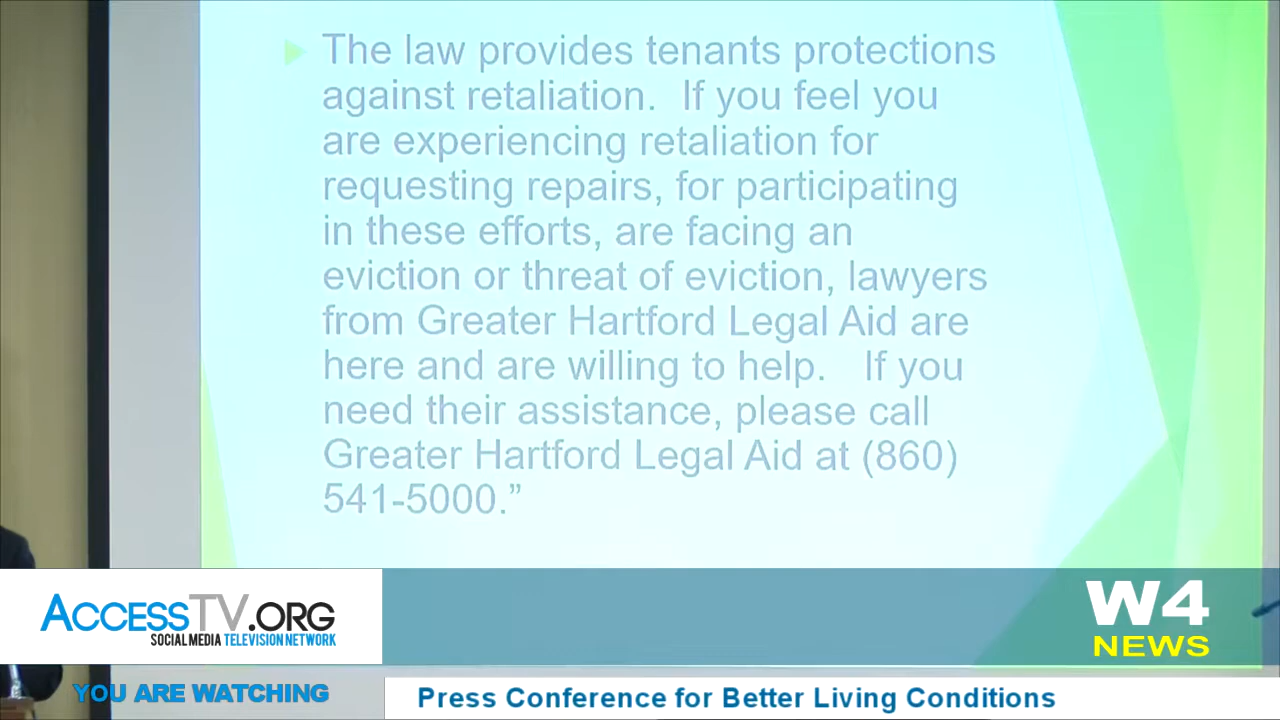 The law provides tenants protections
against retaliation. If you feel you
are experiencing retaliation for
requesting repairs, for participating
in these efforts, are facing an
eviction or threat of eviction, lawyers
from Greater Hartford Legal Aid are
here and are willing to help. If you
need their assistance, please call
Greater Hartford Legal Aid at (860)
541-5000.”
ACCESSTV.ORG
SOCIAL MEDIA TELEVISION NETWORK
W4
NEWS
YOU ARE WATCHING
Press Conference for Better Living Conditions